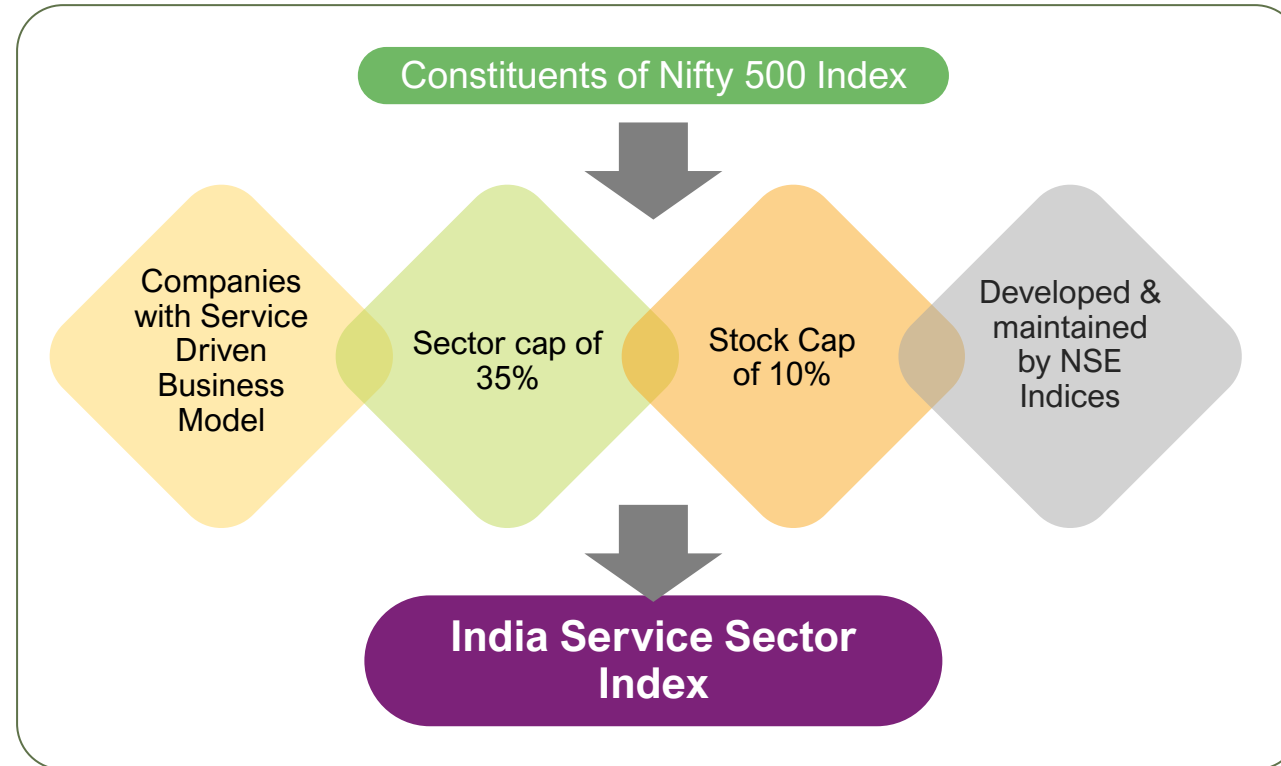 Constituents of Nifty 500 Index
Companies
with Service
Driven
Business
Model
Sector cap of
35%
Stock Cap
of 10%
Developed &
maintained
by NSE
Indices
India Service Sector
Index